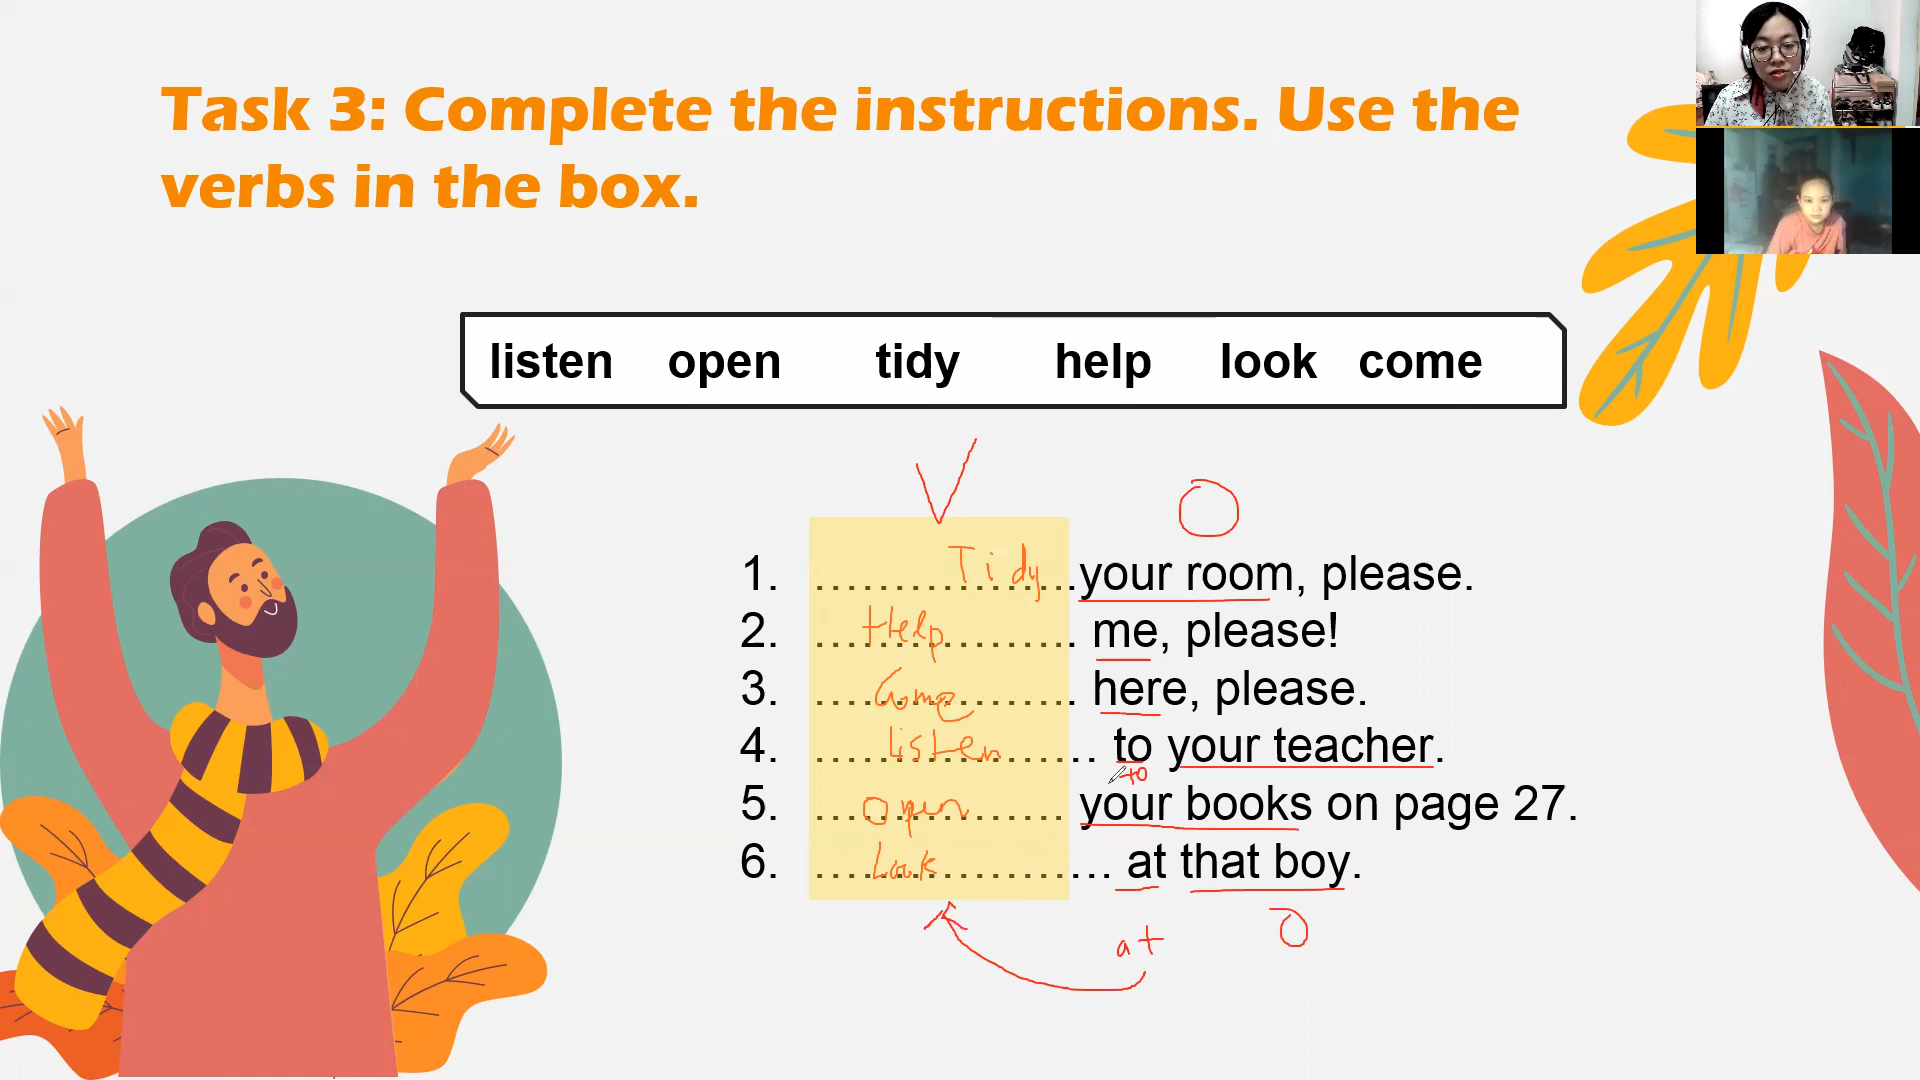 Task 3: Complete the instructions. Use the
verbs in the box.
listen open tidy help look come
V O
1. ................Tidy your room, please.
2. ....Help............ me, please!
3. ....Come............ here, please.
4. ....listen............ to your teacher.
to
5. ....open............ your books on page 27.
6. ....Look............ at that boy.
at O